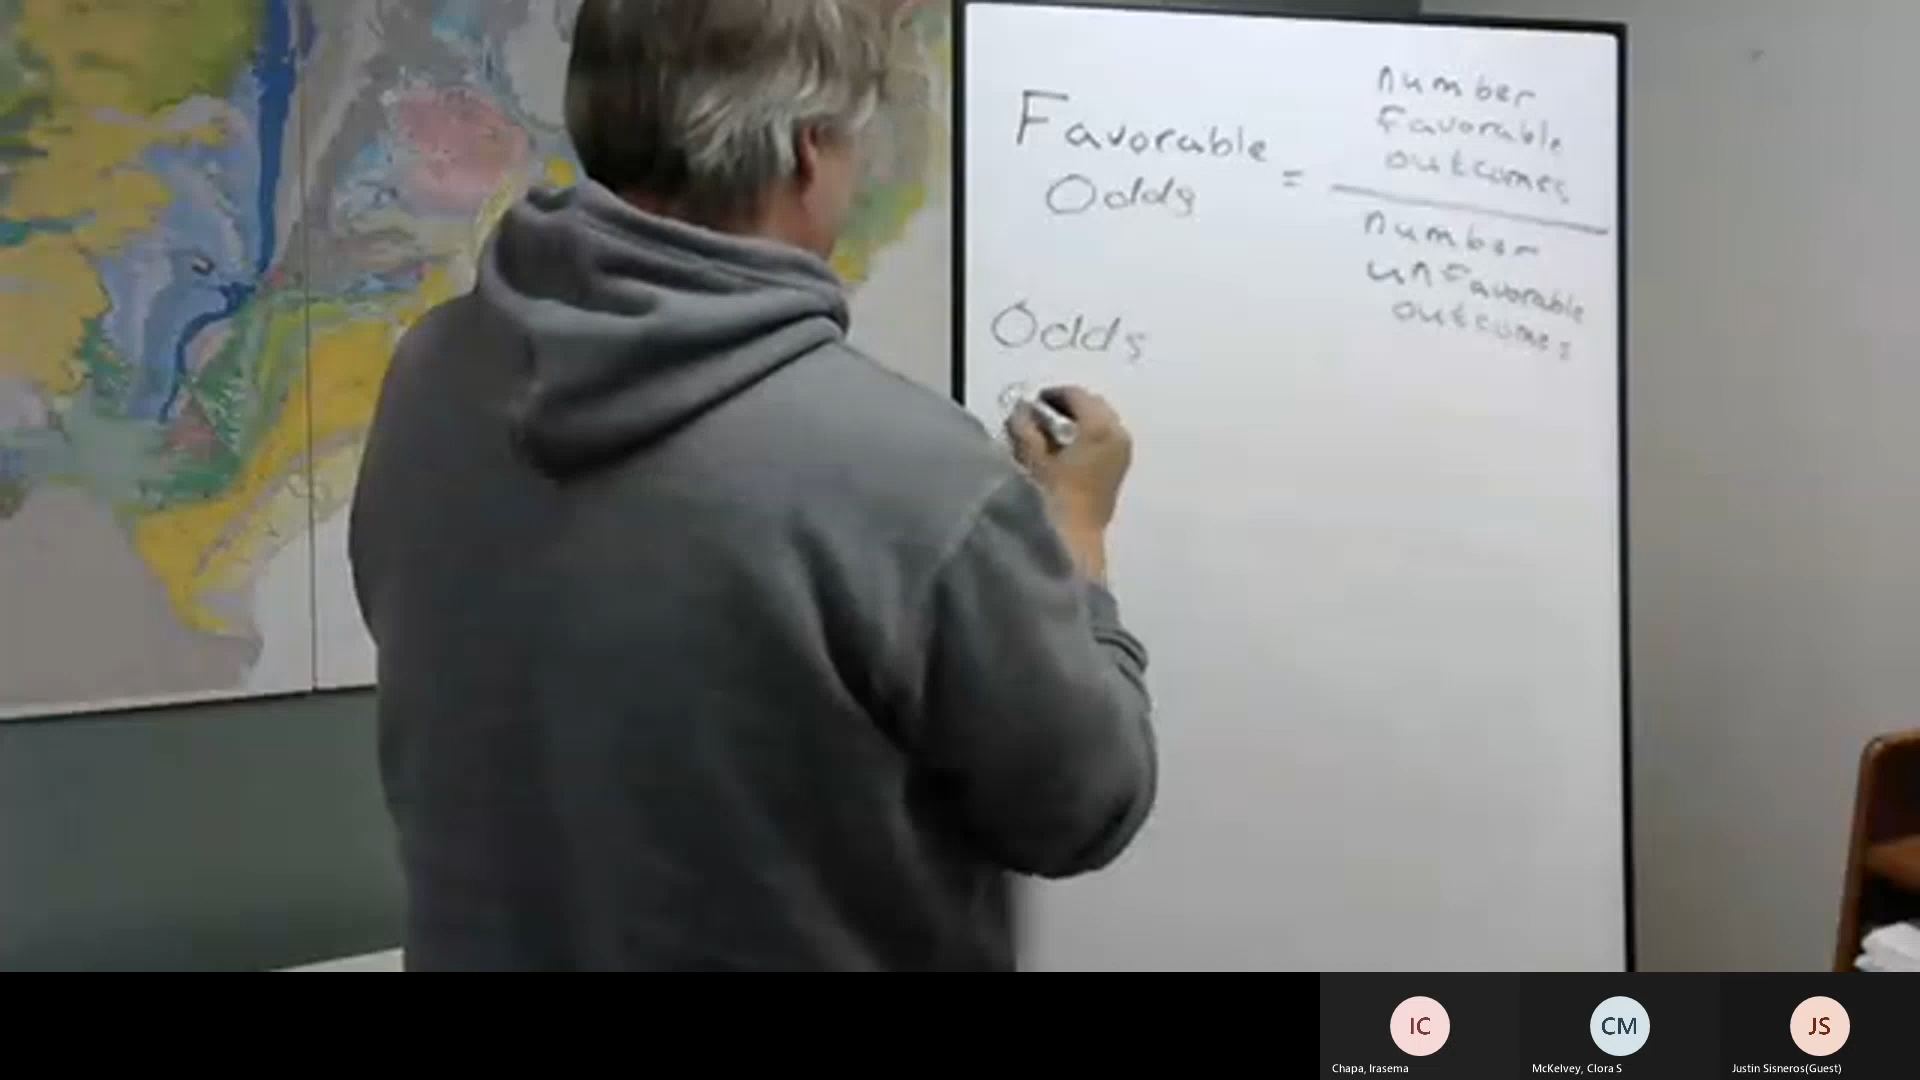 Favorable
Odds
=
number
favorable
outcomes
number
unfavorable
outcomes
Odds
IC
CM
JS
Chapa, Irasema
McKelvey, Clora S
Justin Sisneros(Guest)